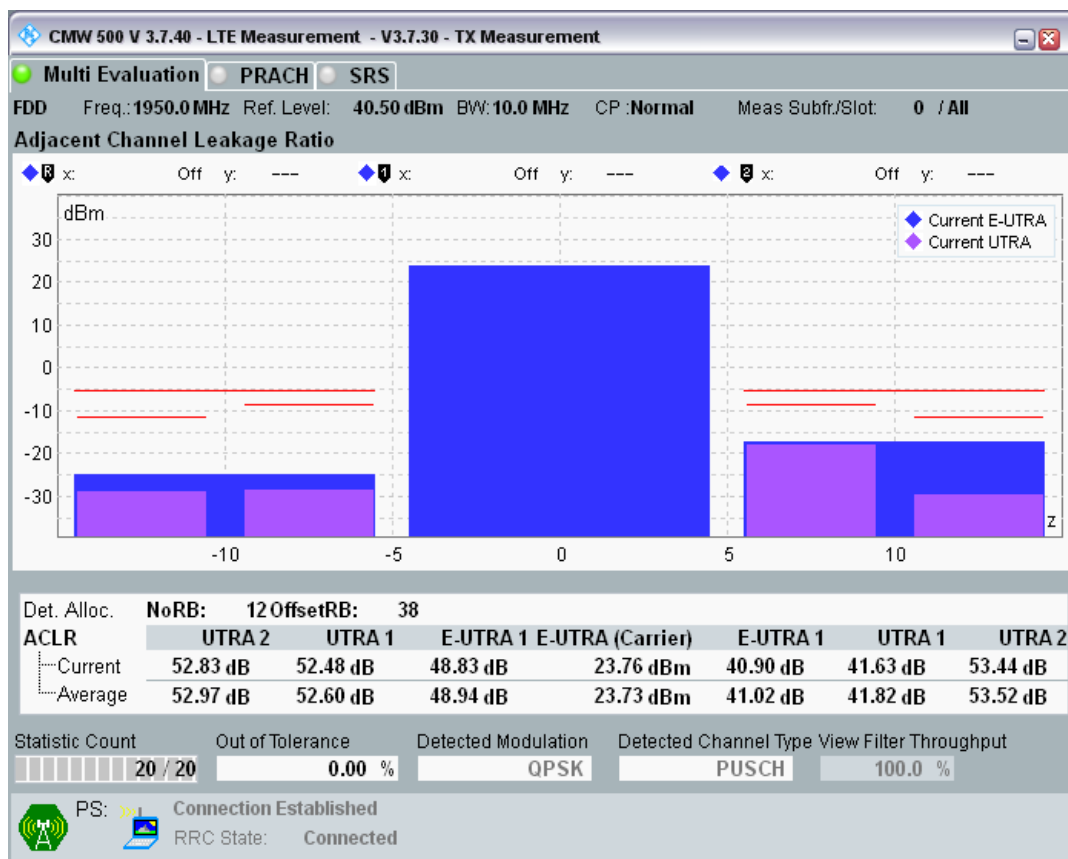 CMW 500 V 3.7.40 - LTE Measurement - V3.7.30 - TX Measurement
Multi Evaluation PRACH SRS
FDD Freq.: 1950.0 MHz Ref. Level: 40.50 dBm BW: 10.0 MHz CP :Normal Meas Subfr./Slot: 0 / All
Adjacent Channel Leakage Ratio
R x: Off y: --- 1 x: Off y: --- 2 x: Off y: ---
dBm
Current E-UTRA
Current UTRA
30
20
10
0
-10
-20
-30
z
-10 -5 0 5 10
Det. Alloc. NoRB: 12 OffsetRB: 38
ACLR UTRA 2 UTRA 1 E-UTRA 1 E-UTRA (Carrier) E-UTRA 1 UTRA 1 UTRA 2
Current 52.83 dB 52.48 dB 48.83 dB 23.76 dBm 40.90 dB 41.63 dB 53.44 dB
Average 52.97 dB 52.60 dB 48.94 dB 23.73 dBm 41.02 dB 41.82 dB 53.52 dB
Statistic Count Out of Tolerance Detected Modulation Detected Channel Type View Filter Throughput
20 / 20 0.00 % QPSK PUSCH 100.0 %
PS: Connection Established
RRC State: Connected